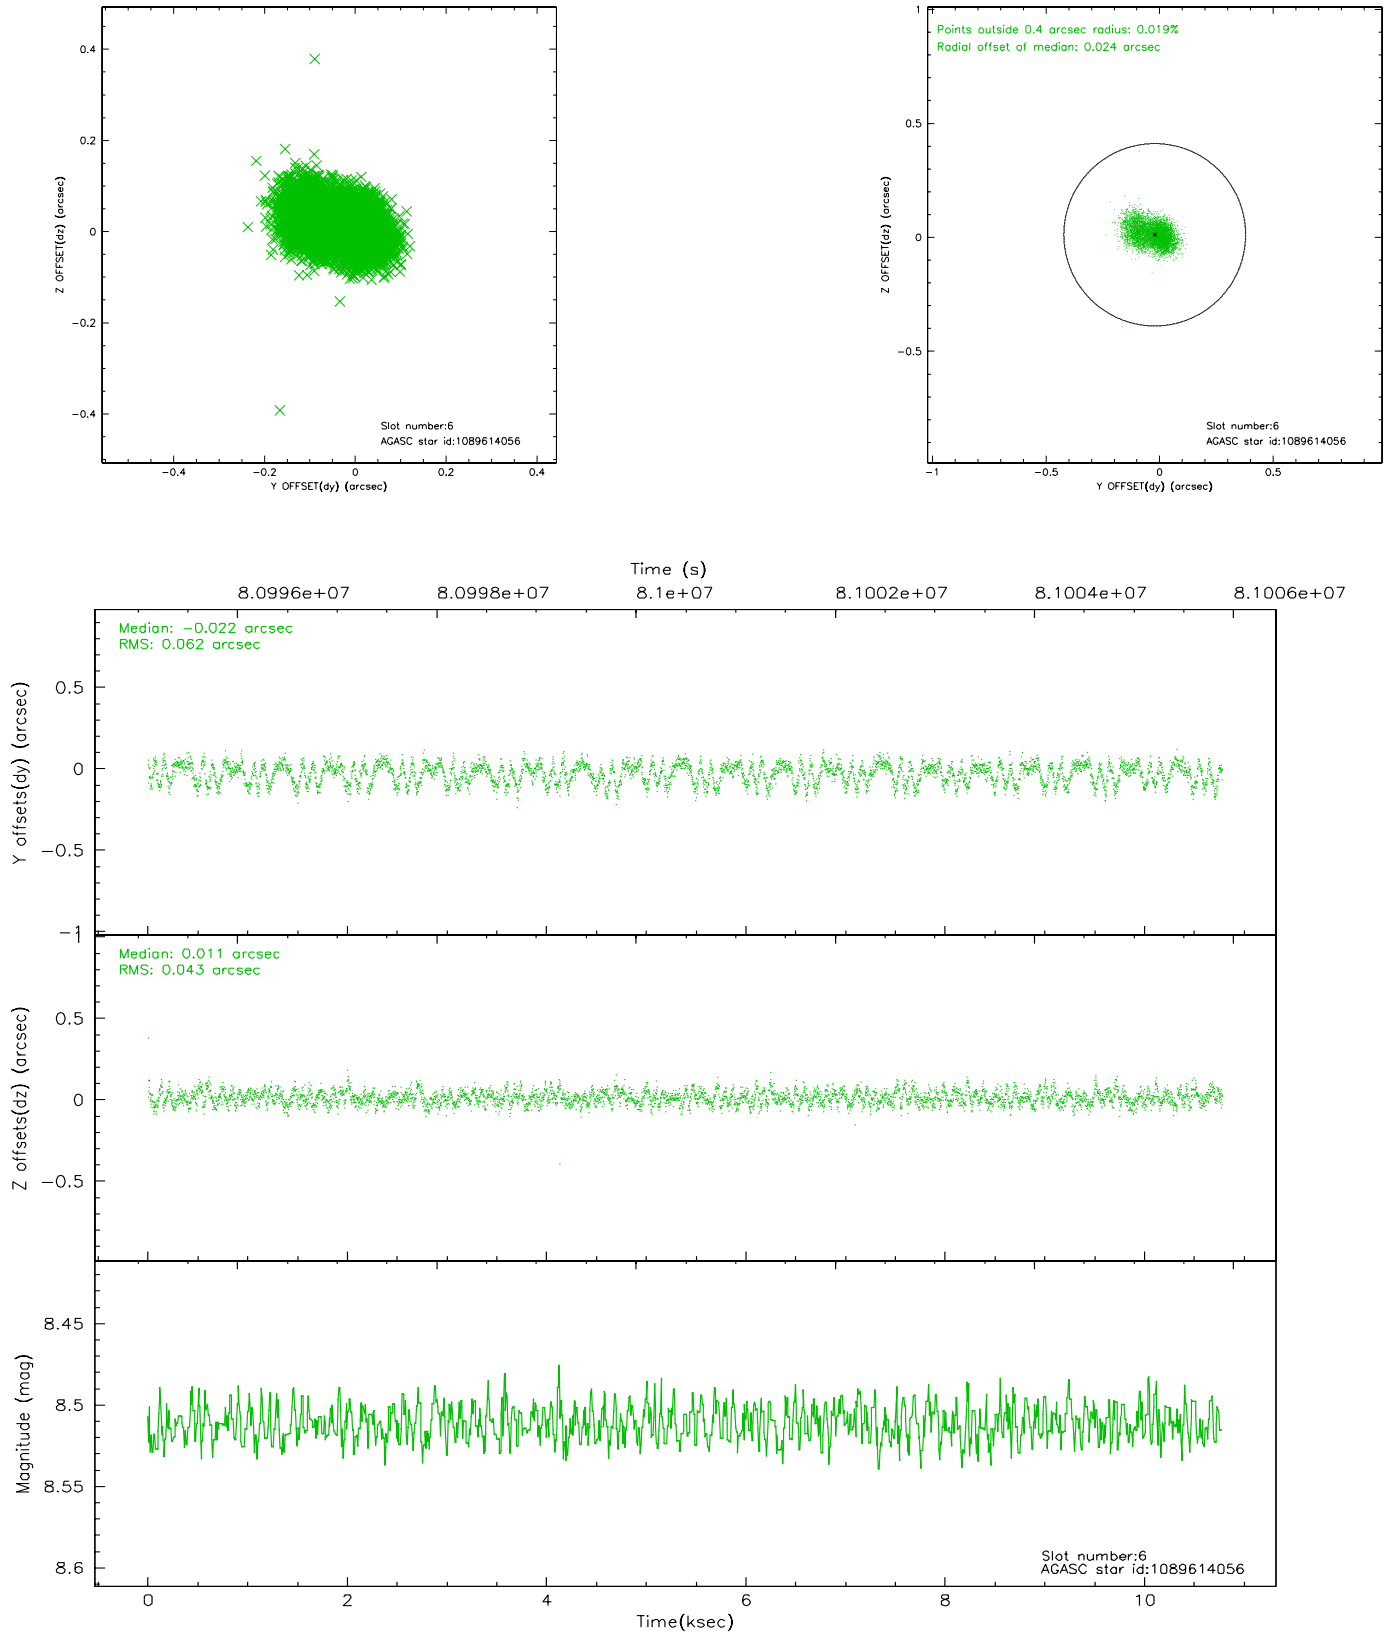 0.4
0.2
0
−0.2
−0.4
Z OFFSET(dz) (arcsec)
Slot number:6
AGASC star id:1089614056
−0.4 −0.2 0 0.2 0.4
Y OFFSET(dy) (arcsec)
Points outside 0.4 arcsec radius: 0.019%
Radial offset of median: 0.024 arcsec
1
0.5
0
−0.5
Z OFFSET(dz) (arcsec)
Slot number:6
AGASC star id:1089614056
−1 −0.5 0 0.5
Y OFFSET(dy) (arcsec)
Time (s)
8.0996e+07 8.0998e+07 8.1e+07 8.1002e+07 8.1004e+07 8.1006e+07
Median: −0.022 arcsec
RMS: 0.062 arcsec
0.5
0
−0.5
−1
Y offsets(dy) (arcsec)
Median: 0.011 arcsec
RMS: 0.043 arcsec
1
0.5
0
−0.5
Z offsets(dz) (arcsec)
8.45
8.5
8.55
8.6
Magnitude (mag)
Slot number:6
AGASC star id:1089614056
0 2 4 6 8 10
Time(ksec)